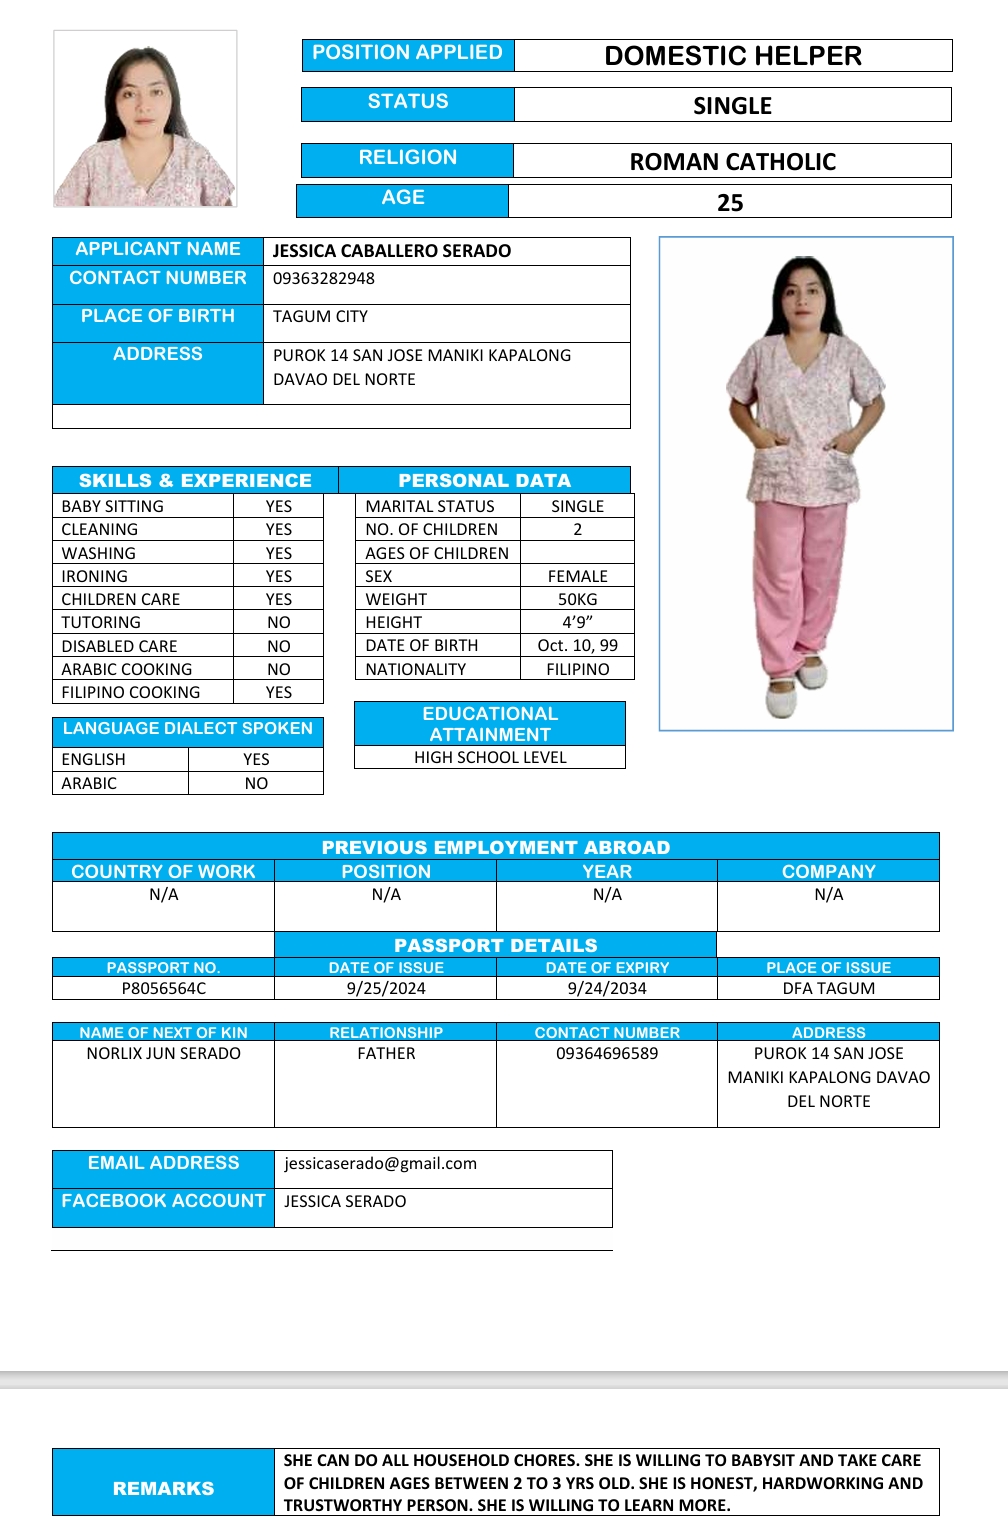 POSITION APPLIED DOMESTIC HELPER
STATUS SINGLE
RELIGION ROMAN CATHOLIC
AGE 25
APPLICANT NAME JESSICA CABALLERO SERADO
CONTACT NUMBER 09363282948
PLACE OF BIRTH TAGUM CITY
ADDRESS PUROK 14 SAN JOSE MANIKI KAPALONG
DAVAO DEL NORTE
SKILLS & EXPERIENCE
BABY SITTING YES
CLEANING YES
WASHING YES
IRONING YES
CHILDREN CARE YES
TUTORING NO
DISABLED CARE NO
ARABIC COOKING NO
FILIPINO COOKING YES
PERSONAL DATA
MARITAL STATUS SINGLE
NO. OF CHILDREN 2
AGES OF CHILDREN
SEX FEMALE
WEIGHT 50KG
HEIGHT 4’9”
DATE OF BIRTH Oct. 10, 99
NATIONALITY FILIPINO
LANGUAGE DIALECT SPOKEN
ENGLISH YES
ARABIC NO
EDUCATIONAL
ATTAINMENT
HIGH SCHOOL LEVEL
PREVIOUS EMPLOYMENT ABROAD
COUNTRY OF WORK POSITION YEAR COMPANY
N/A N/A N/A N/A
PASSPORT DETAILS
PASSPORT NO. DATE OF ISSUE DATE OF EXPIRY PLACE OF ISSUE
P8056564C 9/25/2024 9/24/2034 DFA TAGUM
NAME OF NEXT OF KIN RELATIONSHIP CONTACT NUMBER ADDRESS
NORLIX JUN SERADO FATHER 09364696589 PUROK 14 SAN JOSE
MANIKI KAPALONG DAVAO
DEL NORTE
EMAIL ADDRESS jessicaserado@gmail.com
FACEBOOK ACCOUNT JESSICA SERADO
REMARKS
SHE CAN DO ALL HOUSEHOLD CHORES. SHE IS WILLING TO BABYSIT AND TAKE CARE
OF CHILDREN AGES BETWEEN 2 TO 3 YRS OLD. SHE IS HONEST, HARDWORKING AND
TRUSTWORTHY PERSON. SHE IS WILLING TO LEARN MORE.